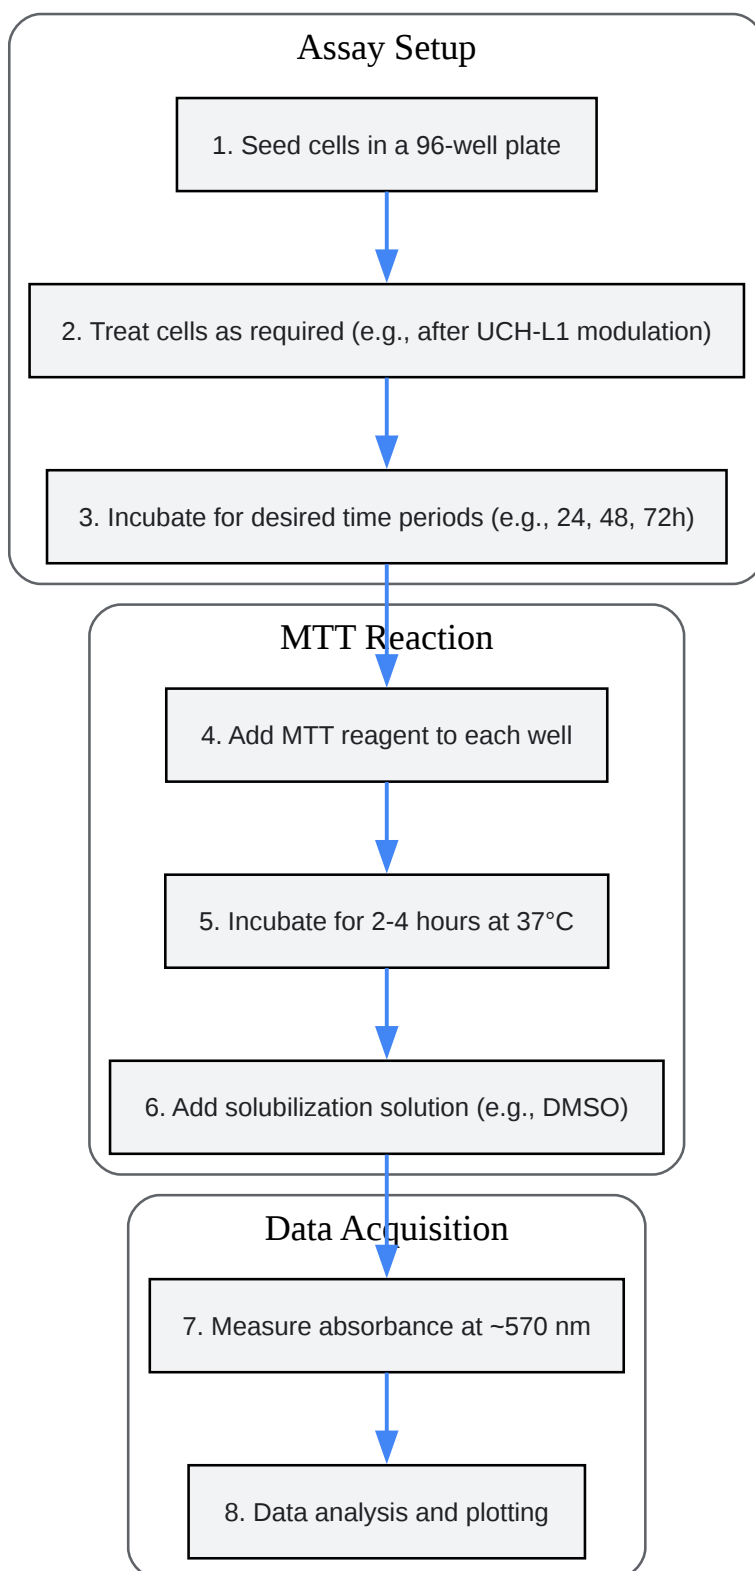 Assay Setup
1. Seed cells in a 96-well plate
2. Treat cells as required (e.g., after UCH-L1 modulation)
3. Incubate for desired time periods (e.g., 24, 48, 72h)
MTT Reaction
4. Add MTT reagent to each well
5. Incubate for 2-4 hours at 37°C
6. Add solubilization solution (e.g., DMSO)
Data Acquisition
7. Measure absorbance at ~570 nm
8. Data analysis and plotting